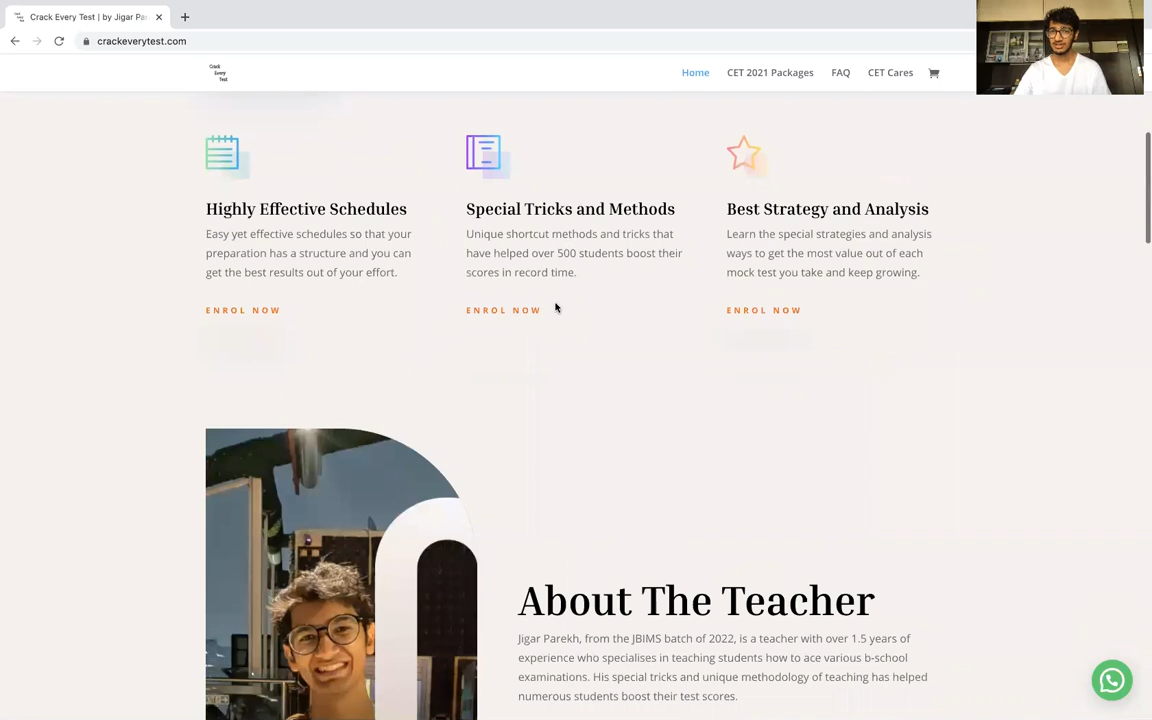 Crack Every Test | by Jigar Pa
crackeverytest.com
Crack
Every
Test
Home
CET 2021 Packages
FAQ
CET Cares
Highly Effective Schedules
Easy yet effective schedules so that your
preparation has a structure and you can
get the best results out of your effort.
ENROL NOW
Special Tricks and Methods
Unique shortcut methods and tricks that
have helped over 500 students boost their
scores in record time.
ENROL NOW
Best Strategy and Analysis
Learn the special strategies and analysis
ways to get the most value out of each
mock test you take and keep growing.
ENROL NOW
About The Teacher
Jigar Parekh, from the JBIMS batch of 2022, is a teacher with over 1.5 years of
experience who specialises in teaching students how to ace various b-school
examinations. His special tricks and unique methodology of teaching has helped
numerous students boost their test scores.